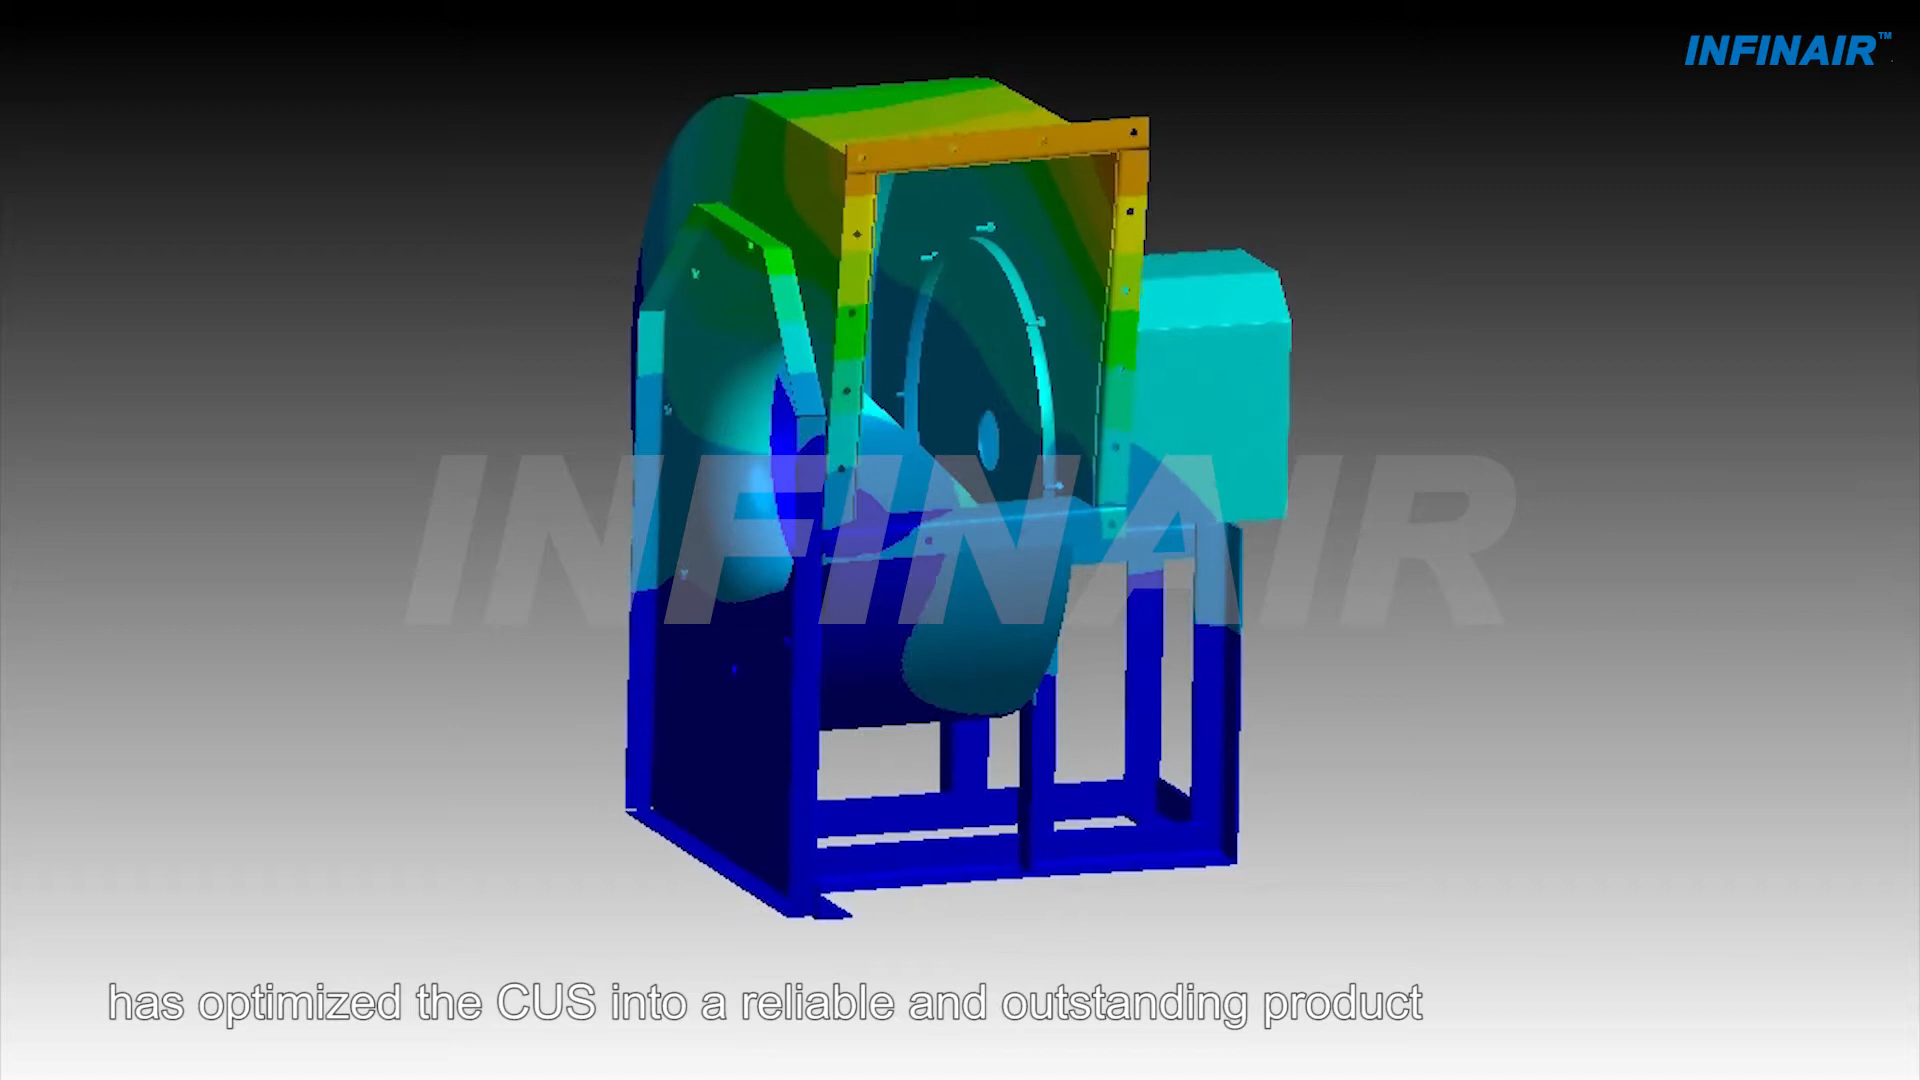 INFINAIR™
INFINAIR
has optimized the CUS into a reliable and outstanding product